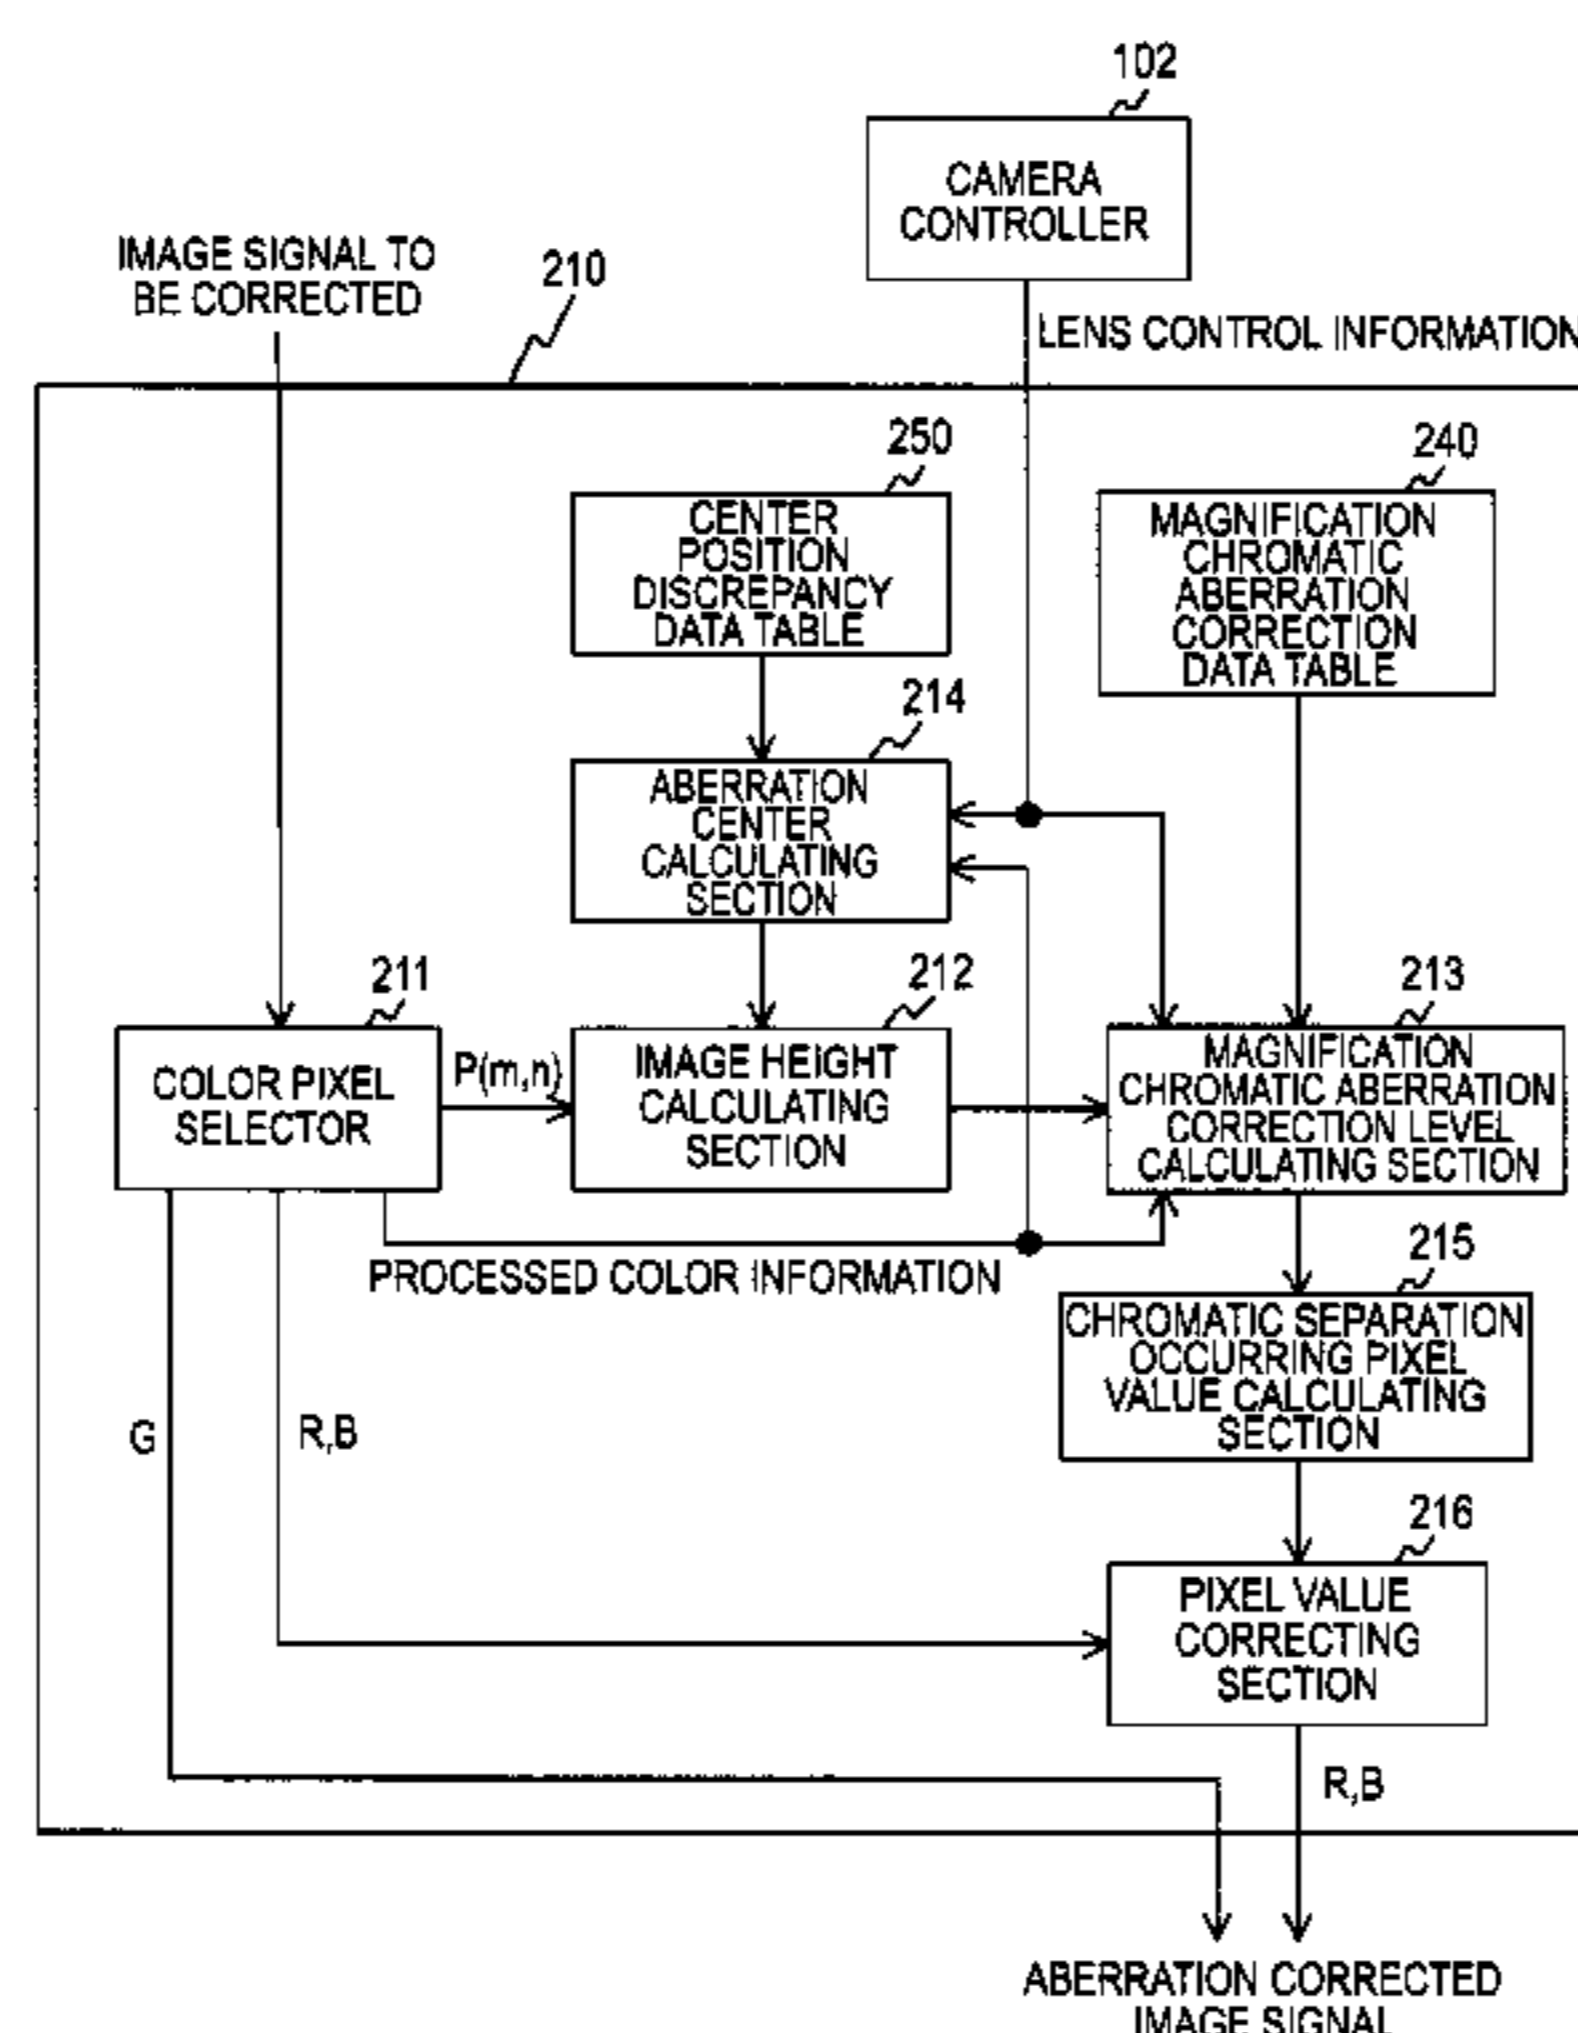 102
CAMERA
CONTROLLER
IMAGE SIGNAL TO
BE CORRECTED
210
LENS CONTROL INFORMATION
250
CENTER
POSITION
DISCREPANCY
DATA TABLE
240
MAGNIFICATION
CHROMATIC
ABERRATION
CORRECTION
DATA TABLE
214
ABERRATION
CENTER
CALCULATING
SECTION
211
COLOR PIXEL
SELECTOR
P(m,n)
212
IMAGE HEIGHT
CALCULATING
SECTION
213
MAGNIFICATION
CHROMATIC ABERRATION
CORRECTION LEVEL
CALCULATING SECTION
PROCESSED COLOR INFORMATION
215
CHROMATIC SEPARATION
OCCURRING PIXEL
VALUE CALCULATING
SECTION
G
R,B
216
PIXEL VALUE
CORRECTING
SECTION
R,B
ABERRATION CORRECTED
IMAGE SIGNAL